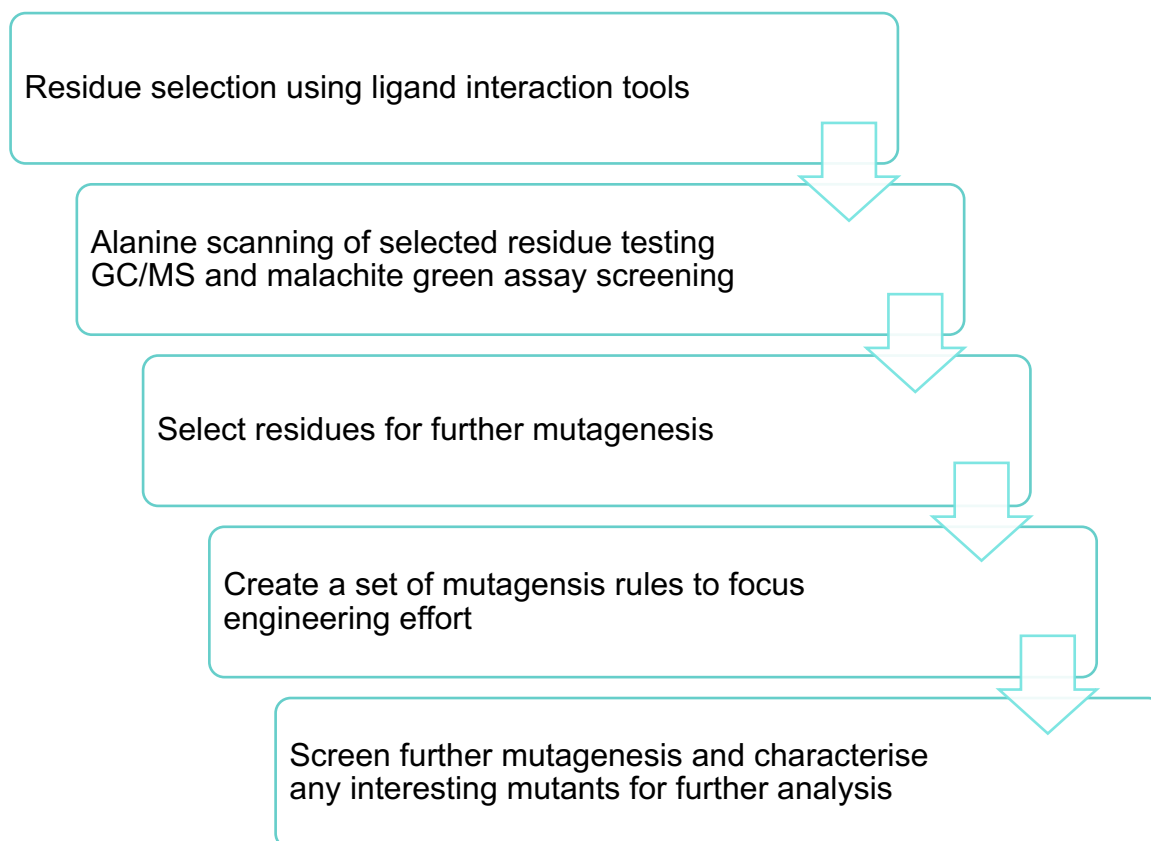 Residue selection using ligand interaction tools
Alanine scanning of selected residue testing
GC/MS and malachite green assay screening
Select residues for further mutagenesis
Create a set of mutagensis rules to focus
engineering effort
Screen further mutagenesis and characterise
any interesting mutants for further analysis